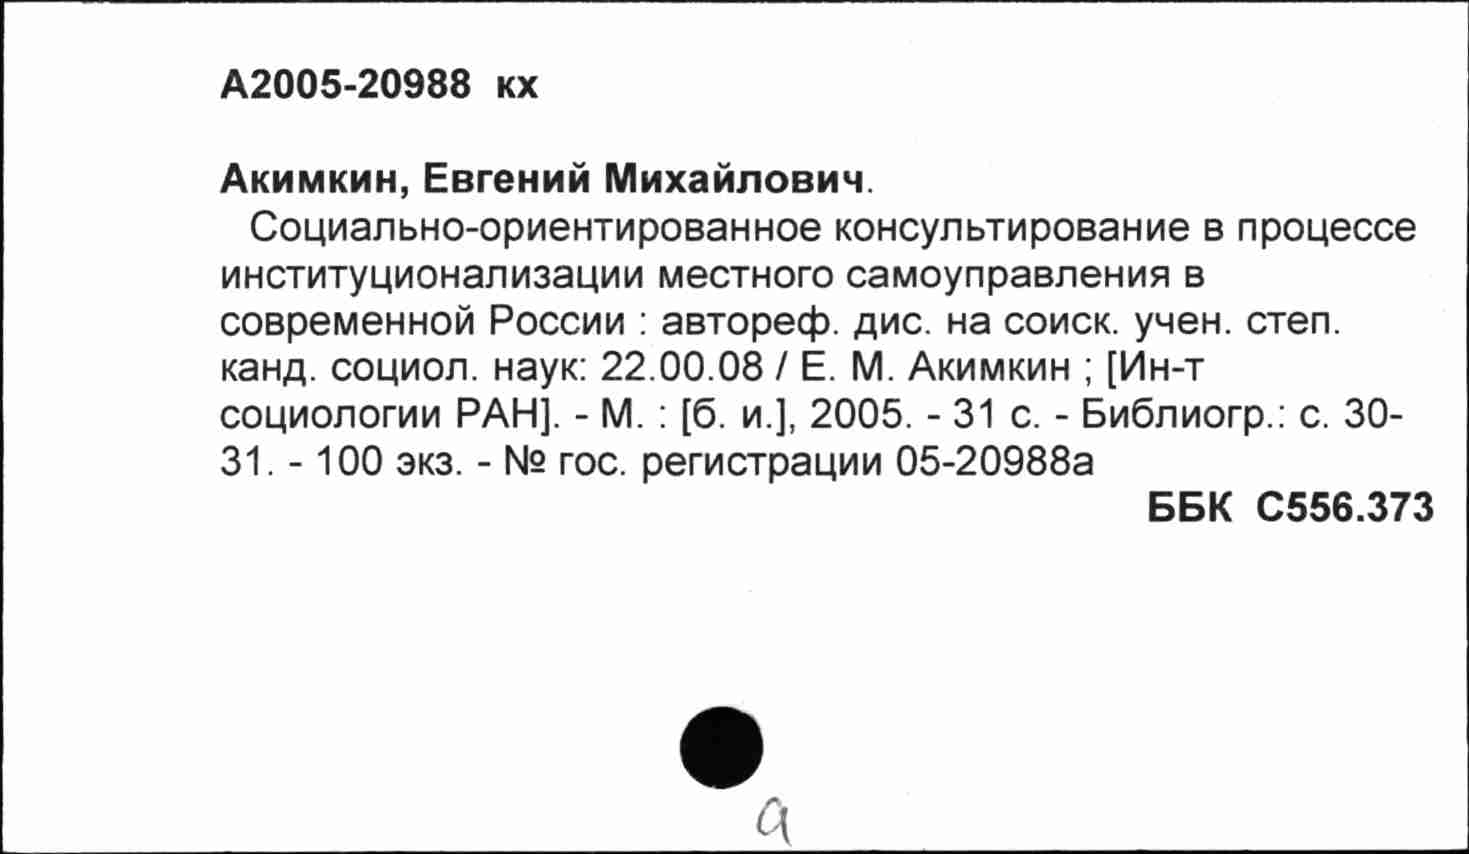 А2005-20988 кх
Акимкин, Евгений Михайлович.
Социально-ориентированное консультирование в процессе
институционализации местного самоуправления в
современной России : автореф. дис. на соиск. учен. степ.
канд. социол. наук: 22.00.08 / Е. М. Акимкин ; [Ин-т
социологии РАН]. - М. : [б. и.], 2005. - 31 с. - Библиогр.: с. 30-
31. - 100 экз. - № гос. регистрации 05-20988а
ББК С556.373